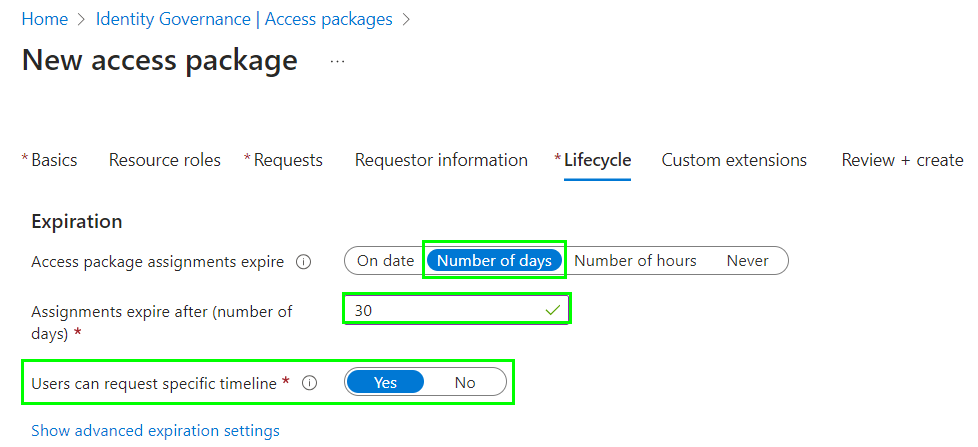 Home > Identity Governance | Access packages >
New access package ...
*Basics Resource roles *Requests Requestor information *Lifecycle Custom extensions Review + create
Expiration
Access package assignments expire On date Number of days Number of hours Never
Assignments expire after (number of
days) * 30
Users can request specific timeline * Yes No
Show advanced expiration settings